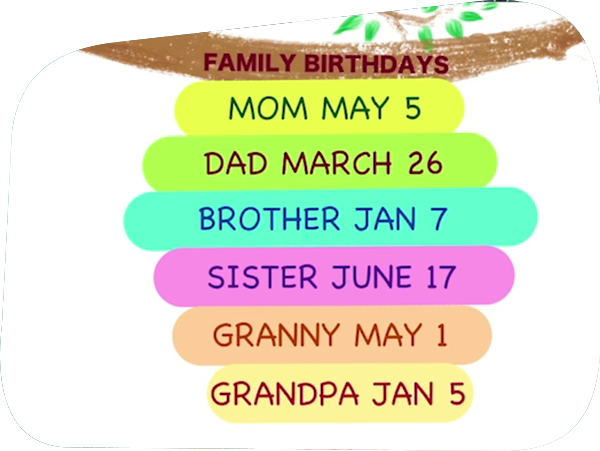 FAMILY BIRTHDAYS
MOM MAY 5
DAD MARCH 26
BROTHER JAN 7
SISTER JUNE 17
GRANNY MAY 1
GRANDPA JAN 5